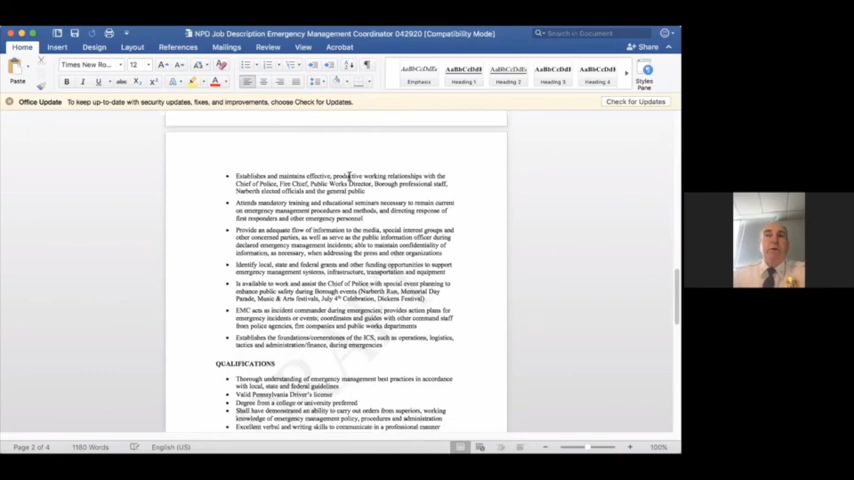 NPD Job Description Emergency Management Coordinator 042920 [Compatibility Mode]
Search in Document
Home Insert Design Layout References Mailings Review View Acrobat
Share
Times New Ro... 12
Paste
B I U abc
AaBbCcDdEe AaBbCcDdI AaBbCcDdI AaBbCcDdI AaBbCcDdI
Emphasis Heading 1 Heading 2 Heading 3 Heading 4
Styles
Pane
Office Update To keep up-to-date with security updates, fixes, and improvements, choose Check for Updates.
Check for Updates
• Establishes and maintains effective, productive working relationships with the
Chief of Police, Fire Chief, Public Works Director, Borough professional staff,
Narberth elected officials and the general public
• Attends mandatory training and educational seminars necessary to remain current
on emergency management procedures and methods, and directing response of
first responders and other emergency personnel
• Provide an adequate flow of information to the media, special interest groups and
other concerned parties, as well as serve as the public information officer during
declared emergency management incidents; able to maintain confidentiality of
information, as necessary, when addressing the press and other organizations
• Identify local, state and federal grants and other funding opportunities to support
emergency management systems, infrastructure, transportation and equipment
• Is available to work and assist the Chief of Police with special event planning to
enhance public safety during Borough events (Narberth Run, Memorial Day
Parade, Music & Arts festivals, July 4th Celebration, Dickens Festival)
• EMC acts as incident commander during emergencies; provides action plans for
emergency incidents or events; coordinates and guides with other command staff
from police agencies, fire companies and public works departments
• Establishes the foundations/cornerstones of the ICS, such as operations, logistics,
tactics and administration/finance, during emergencies
QUALIFICATIONS
• Thorough understanding of emergency management best practices in accordance
with local, state and federal guidelines
• Valid Pennsylvania Driver's license
• Degree from a college or university preferred
• Shall have demonstrated an ability to carry out orders from superiors, working
knowledge of emergency management policy, procedures and administration
• Excellent verbal and writing skills to communicate in a professional manner
Page 2 of 4 1180 Words English (US) 100%